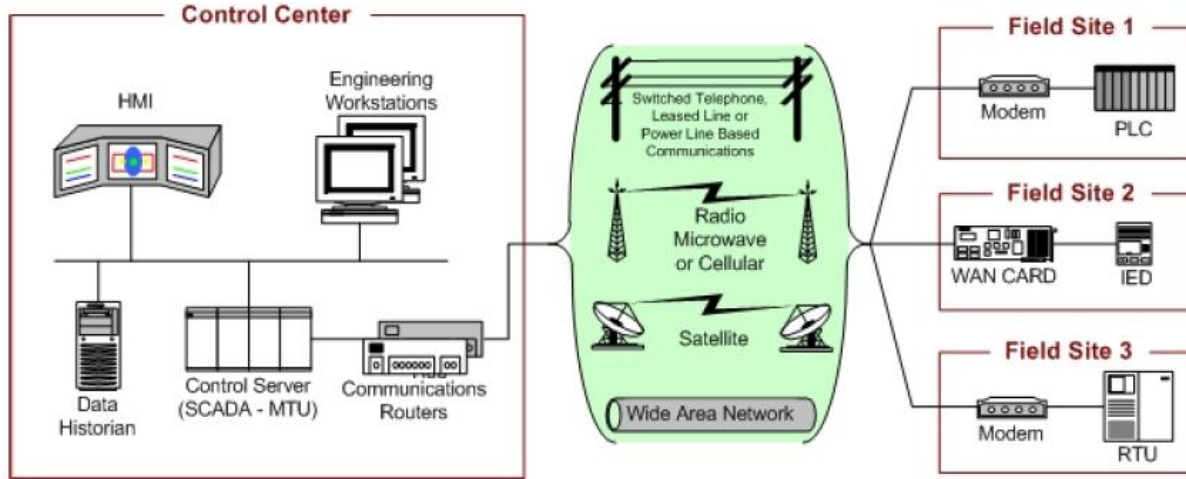 Control Center
HMI
Engineering
Workstations
Data
Historian
Control Server
(SCADA - MTU)
Communications
Routers
Switched Telephone,
Leased Line or
Power Line Based
Communications
Radio
Microwave
or Cellular
Satellite
Wide Area Network
Field Site 1
Modem
PLC
Field Site 2
WAN CARD
IED
Field Site 3
Modem
RTU